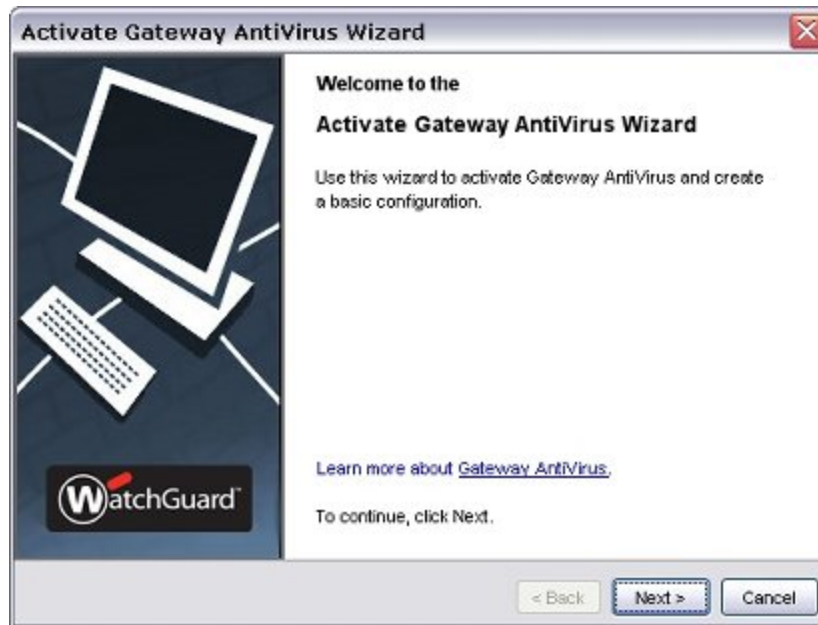 Activate Gateway AntiVirus Wizard
Welcome to the
Activate Gateway AntiVirus Wizard
Use this wizard to activate Gateway AntiVirus and create
a basic configuration.
Learn more about Gateway AntiVirus.
To continue, click Next.
WatchGuard
< Back
Next >
Cancel